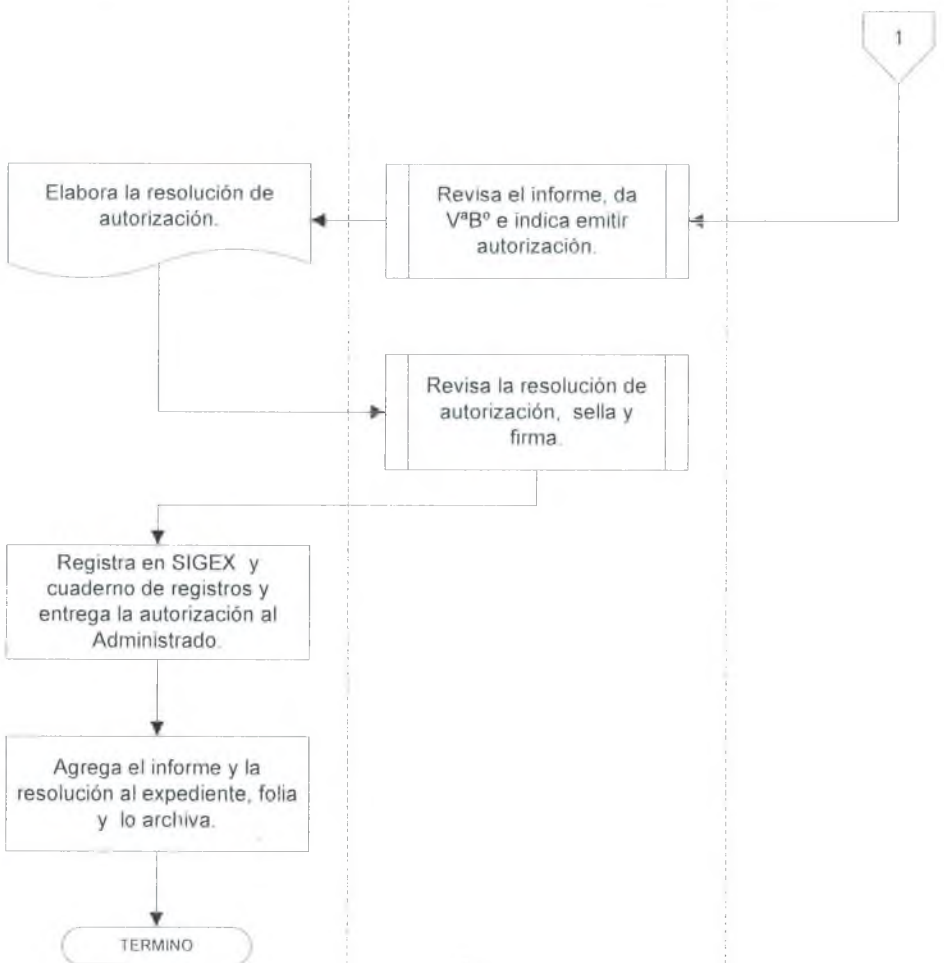 1
Elabora la resolución de
autorización.
Revisa el informe, da
VªBº e indica emitir
autorización.
Revisa la resolución de
autorización, sella y
firma.
Registra en SIGEX y
cuaderno de registros y
entrega la autorización al
Administrado.
Agrega el informe y la
resolución al expediente, folia
y lo archiva.
TERMINO